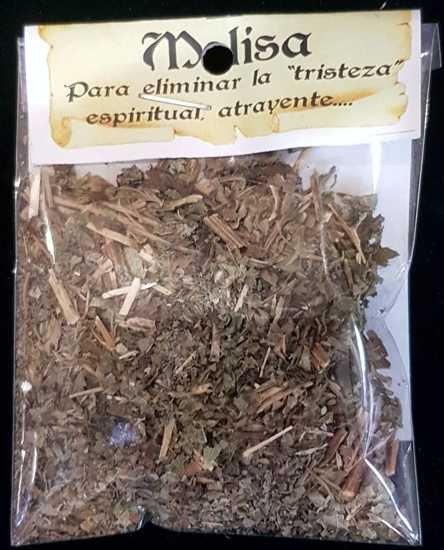 Melisa
Para eliminar la "tristeza"
espiritual, atrayente....